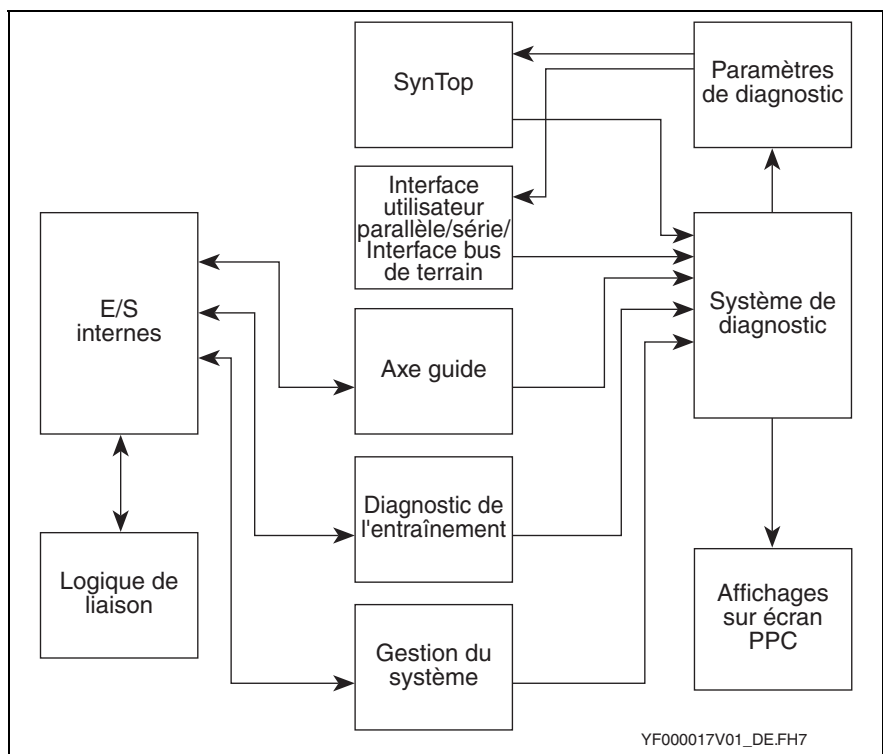 SynTop
Paramètres
de diagnostic
Interface
utilisateur
parallèle/série/
Interface bus
de terrain
E/S
internes
Système de
diagnostic
Axe guide
Diagnostic de
l'entraînement
Logique de
liaison
Affichages
sur écran
PPC
Gestion du
système
YF000017V01_DE.FH7